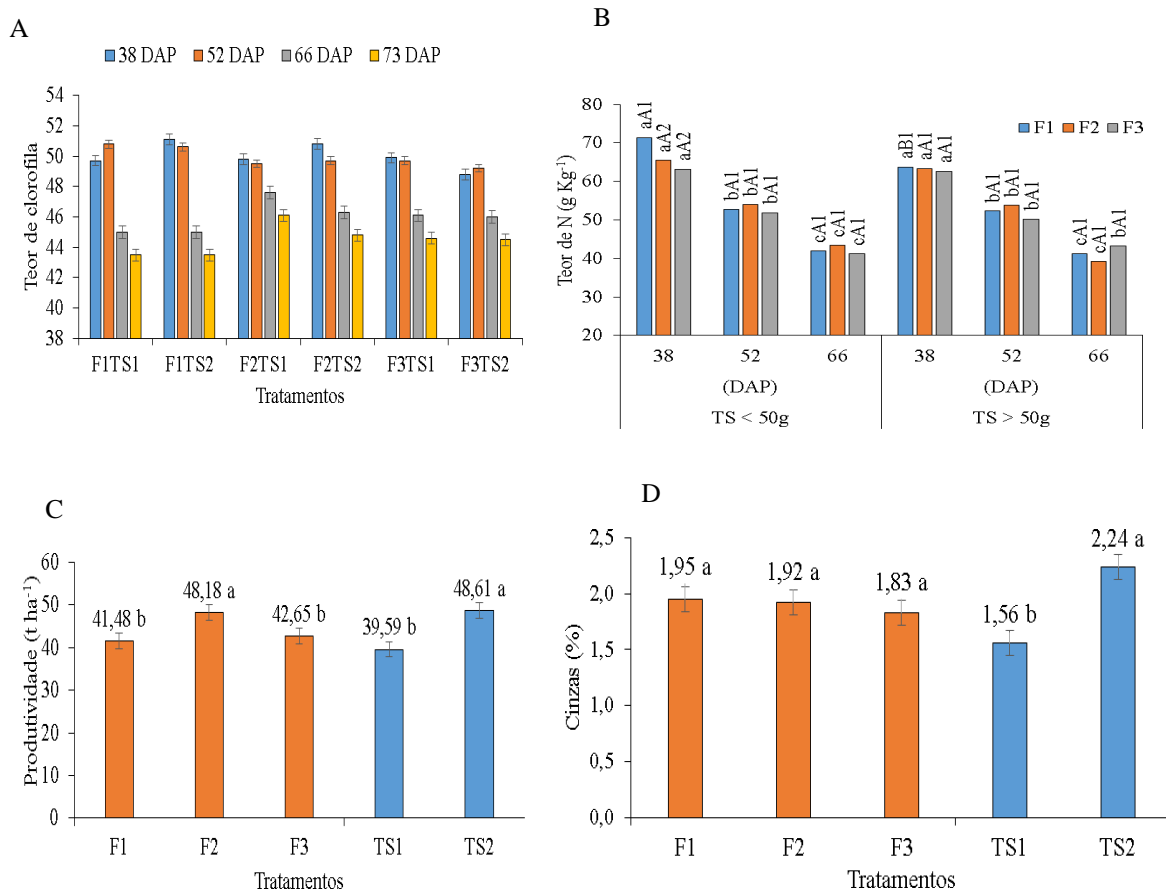 A
38 DAP 52 DAP 66 DAP 73 DAP
Teor de clorofila
54
52
50
48
46
44
42
40
38
F1TS1 F1TS2 F2TS1 F2TS2 F3TS1 F3TS2
Tratamentos
B
F1 F2 F3
Teor de N (g Kg⁻¹)
80
70
60
50
40
30
20
aA1 aA2 aA2 bA1 bA1 bA1 cA1 cA1 cA1 aB1 aA1 aA1 bA1 bA1 bA1 cA1 cA1 bA1
38 52 66 38 52 66
(DAP) (DAP)
TS < 50g TS > 50g
C
Produtividade (t ha⁻¹)
60
50
40
30
20
10
0
41,48 b 48,18 a 42,65 b 39,59 b 48,61 a
F1 F2 F3 TS1 TS2
Tratamentos
D
Cinzas (%)
2,5
2,0
1,5
1,0
0,5
0,0
1,95 a 1,92 a 1,83 a 1,56 b 2,24 a
F1 F2 F3 TS1 TS2
Tratamentos